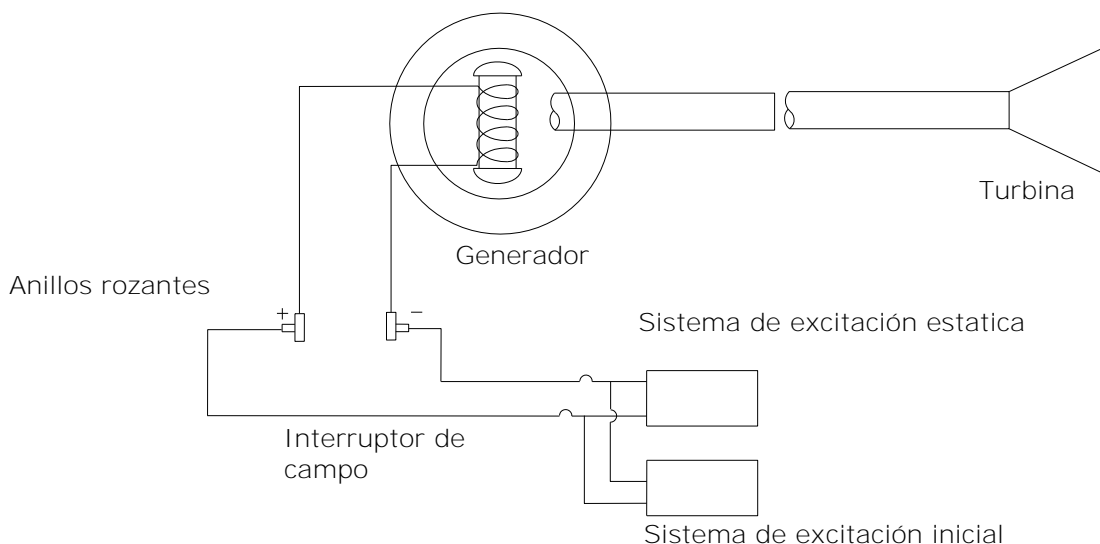 Turbina
Generador
Anillos rozantes
+
−
Sistema de excitación estatica
Interruptor de
campo
Sistema de excitación inicial